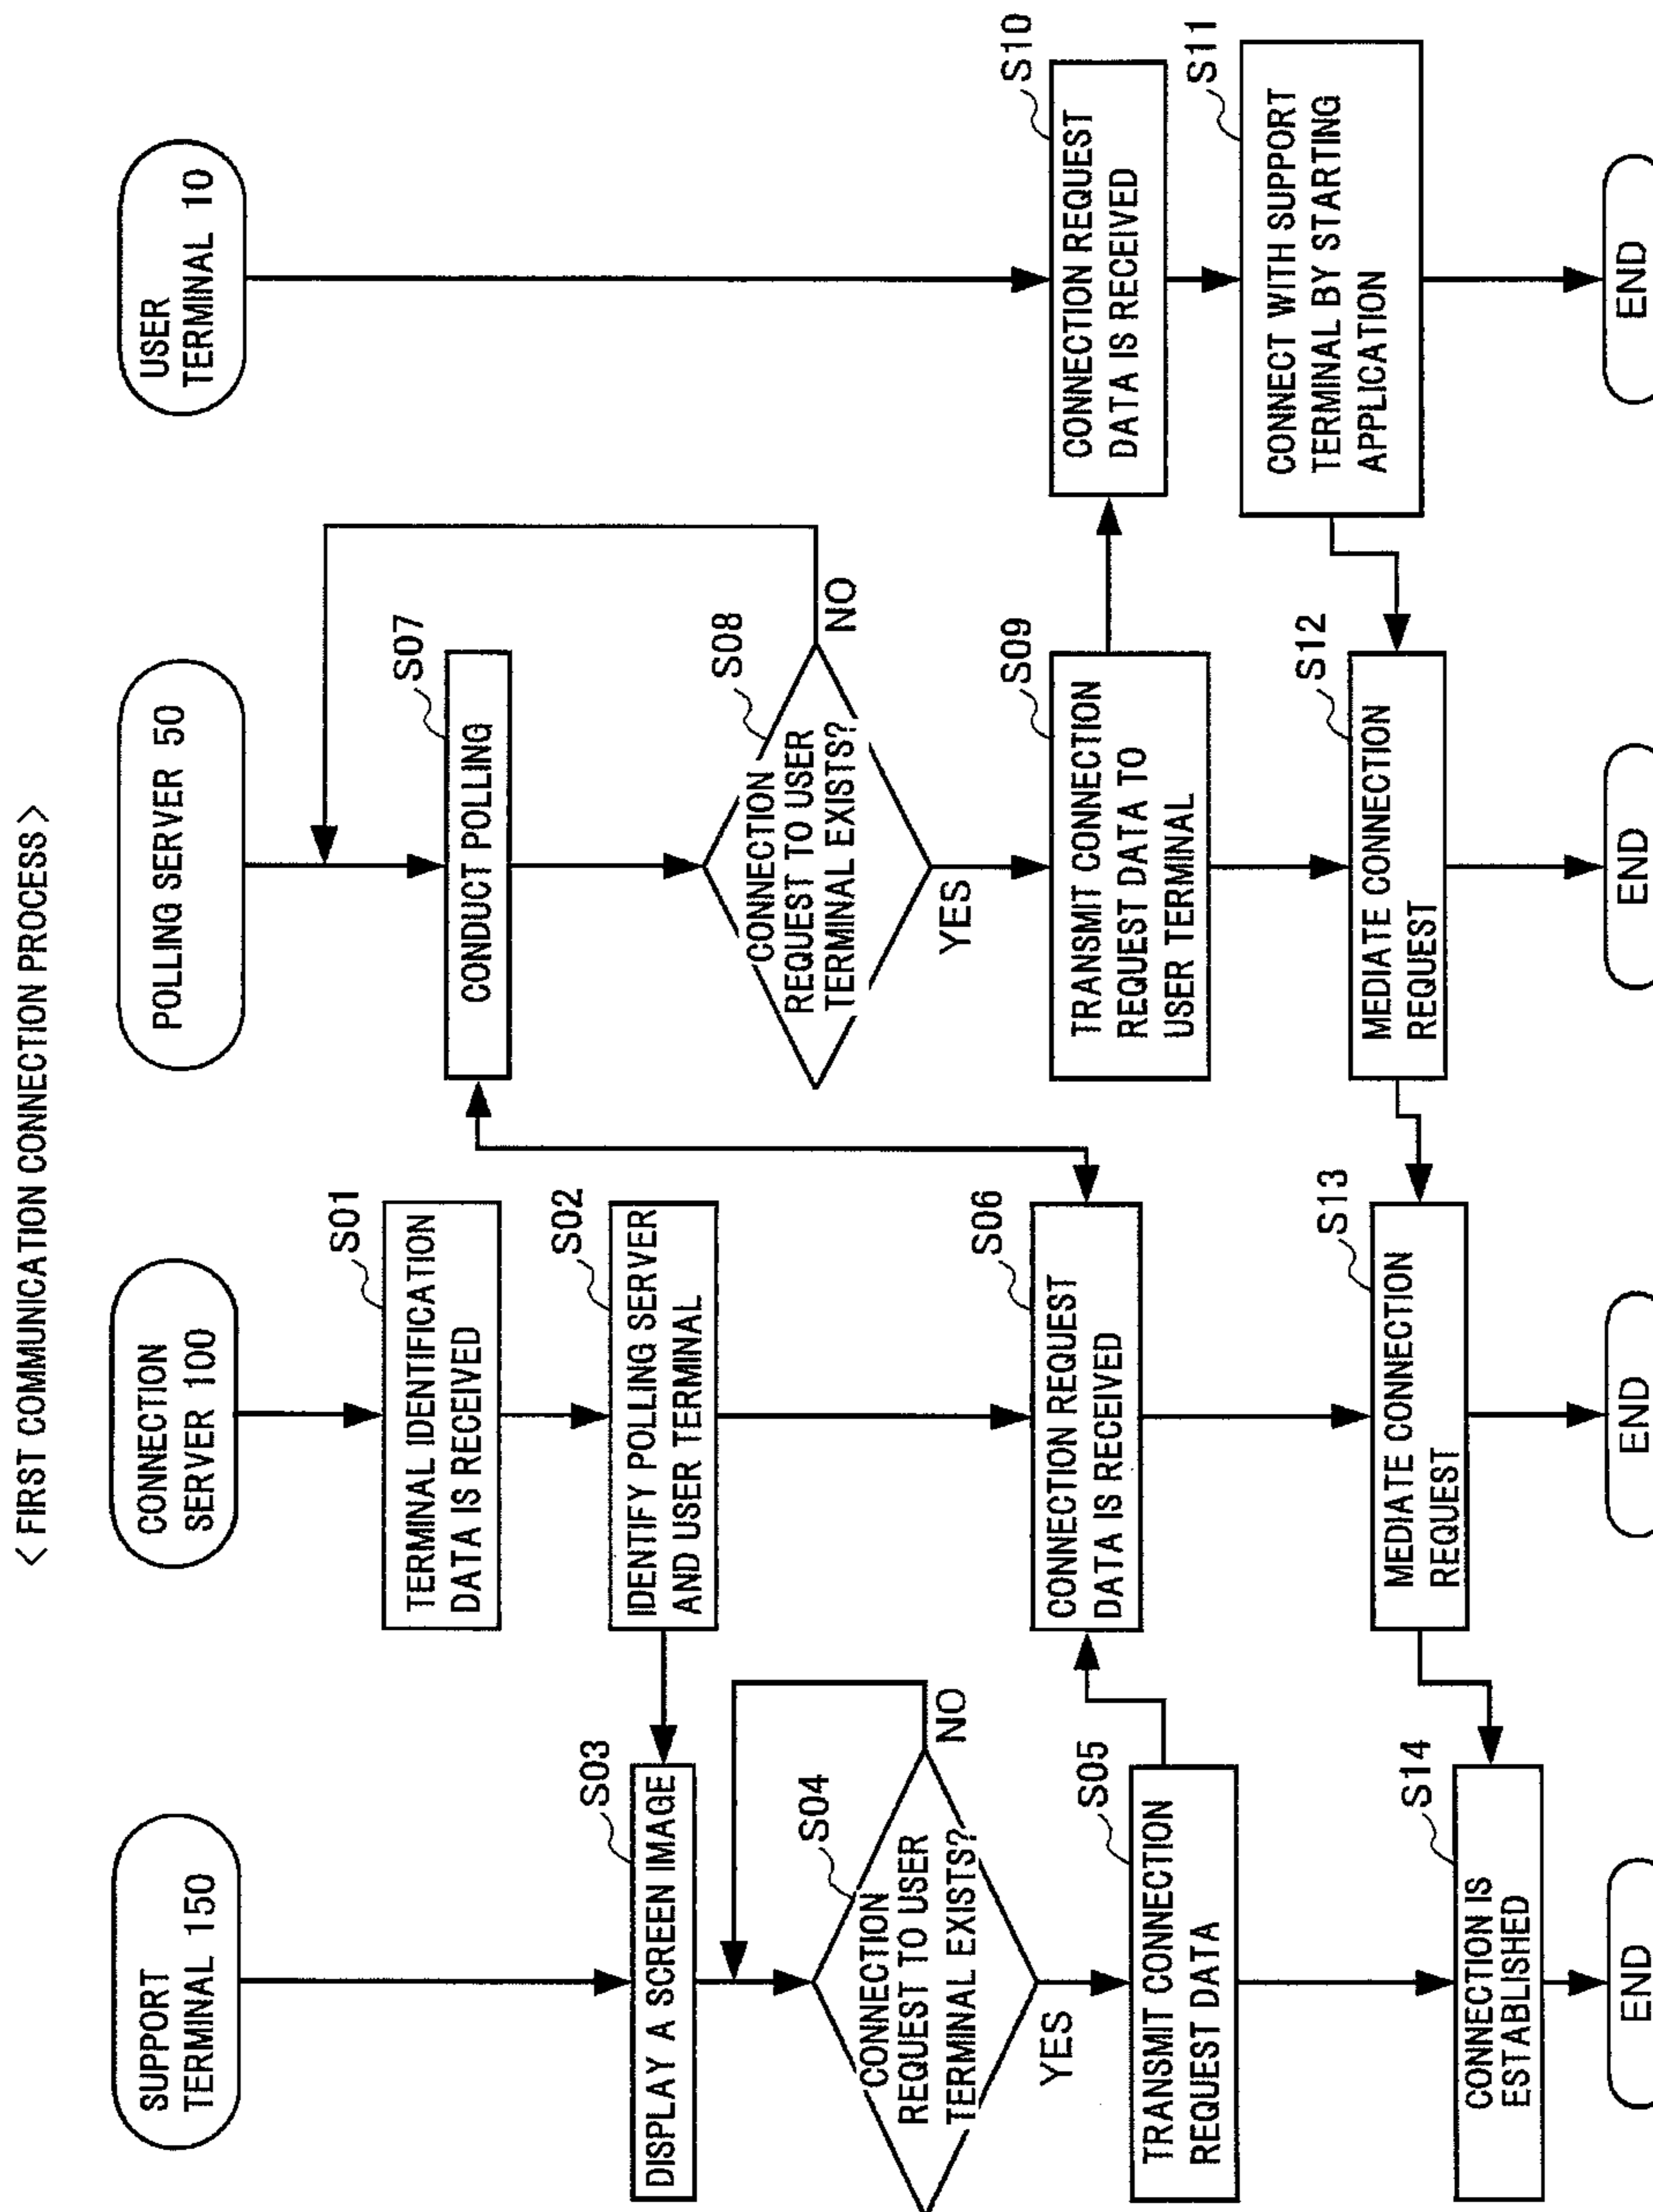 < FIRST COMMUNICATION CONNECTION PROCESS>
SUPPORT
TERMINAL 150
CONNECTION
SERVER 100
POLLING SERVER 50
USER
TERMINAL 10
S01
TERMINAL IDENTIFICATION
DATA IS RECEIVED
S02
IDENTIFY POLLING SERVER
AND USER TERMINAL
S03
DISPLAY A SCREEN IMAGE
S04
CONNECTION
REQUEST TO USER
TERMINAL EXISTS?
NO
YES
S05
TRANSMIT CONNECTION
REQUEST DATA
S06
CONNECTION REQUEST
DATA IS RECEIVED
S07
CONDUCT POLLING
S08
CONNECTION
REQUEST TO USER
TERMINAL EXISTS?
NO
YES
S09
TRANSMIT CONNECTION
REQUEST DATA TO
USER TERMINAL
S10
CONNECTION REQUEST
DATA IS RECEIVED
S11
CONNECT WITH SUPPORT
TERMINAL BY STARTING
APPLICATION
S12
MEDIATE CONNECTION
REQUEST
S13
MEDIATE CONNECTION
REQUEST
S14
CONNECTION IS
ESTABLISHED
END
END
END
END